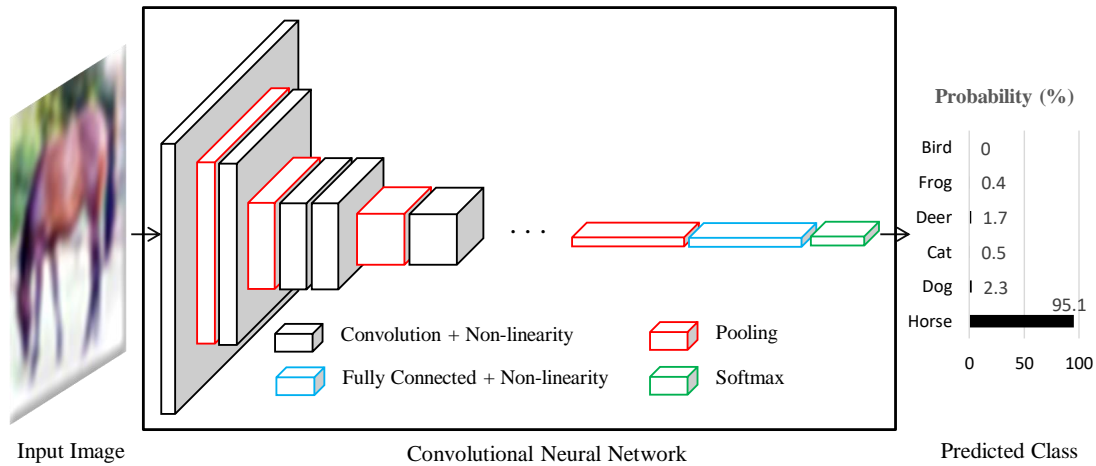 Probability (%)
Bird 0
Frog 0.4
Deer 1.7
Cat 0.5
Dog 2.3
Horse 95.1
0 50 100
. . .
Convolution + Non-linearity
Pooling
Fully Connected + Non-linearity
Softmax
Input Image
Convolutional Neural Network
Predicted Class